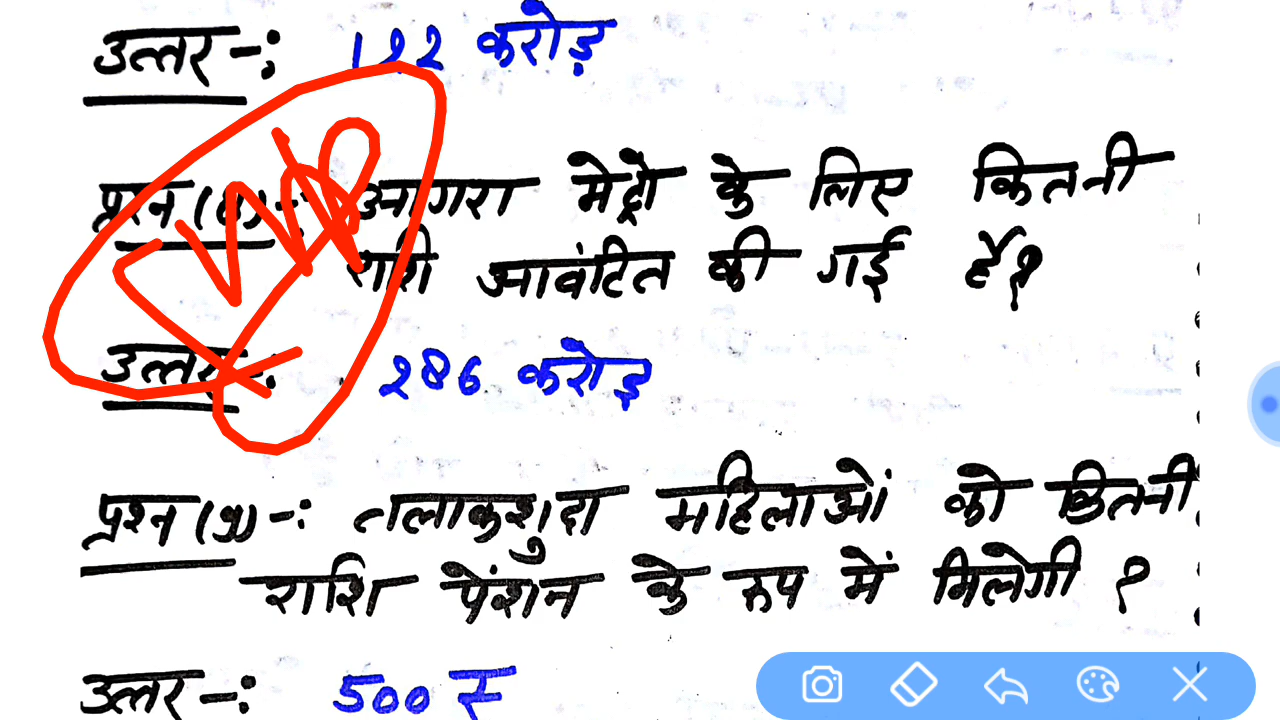 उत्तर -: 122 करोड़
प्रश्न (8) -: आगरा मेट्रो के लिए कितनी
राशि आवंटित की गई है?
उत्तर -: 286 करोड़
प्रश्न (9) -: तलाकशुदा महिलाओं को कितनी
राशि पेंशन के रुप में मिलेगी ?
उत्तर -: 500 रु